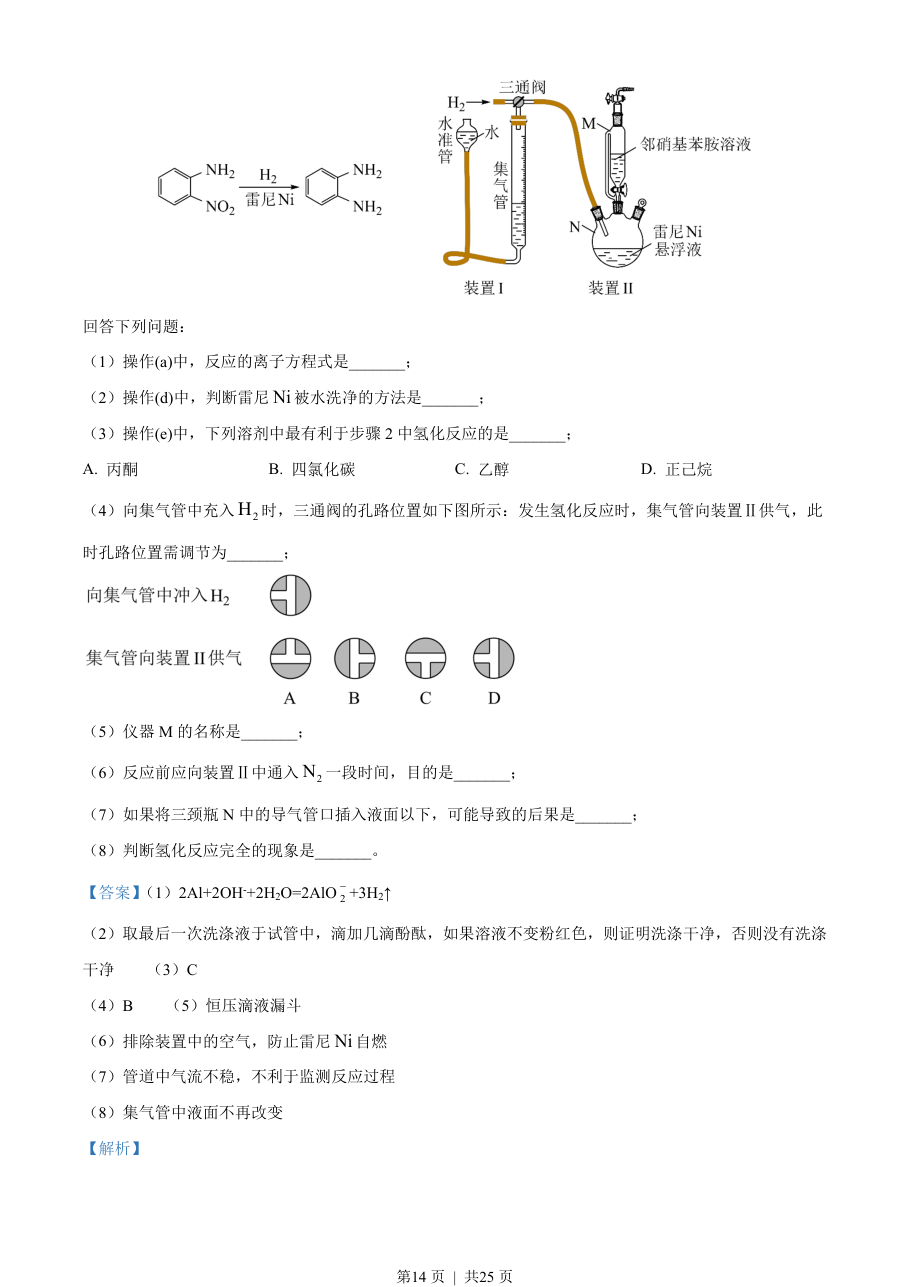 三通阀
H₂
水准管
水
集气管
M
邻硝基苯胺溶液
NH₂
NO₂
H₂
雷尼Ni
NH₂
NH₂
N
雷尼Ni
悬浮液
装置I
装置II
回答下列问题：
（1）操作(a)中，反应的离子方程式是_______；
（2）操作(d)中，判断雷尼Ni被水洗净的方法是_______；
（3）操作(e)中，下列溶剂中最有利于步骤2中氢化反应的是_______；
A. 丙酮 B. 四氯化碳 C. 乙醇 D. 正己烷
（4）向集气管中充入H₂时，三通阀的孔路位置如下图所示：发生氢化反应时，集气管向装置Ⅱ供气，此
时孔路位置需调节为_______；
向集气管中冲入H₂
集气管向装置II供气
A B C D
（5）仪器M的名称是_______；
（6）反应前应向装置Ⅱ中通入N₂一段时间，目的是_______；
（7）如果将三颈瓶N中的导气管口插入液面以下，可能导致的后果是_______；
（8）判断氢化反应完全的现象是_______。
【答案】（1）2Al+2OH⁻+2H₂O=2AlO₂⁻+3H₂↑
（2）取最后一次洗涤液于试管中，滴加几滴酚酞，如果溶液不变粉红色，则证明洗涤干净，否则没有洗涤
干净 （3）C
（4）B （5）恒压滴液漏斗
（6）排除装置中的空气，防止雷尼Ni自燃
（7）管道中气流不稳，不利于监测反应过程
（8）集气管中液面不再改变
【解析】
第14页 | 共25页